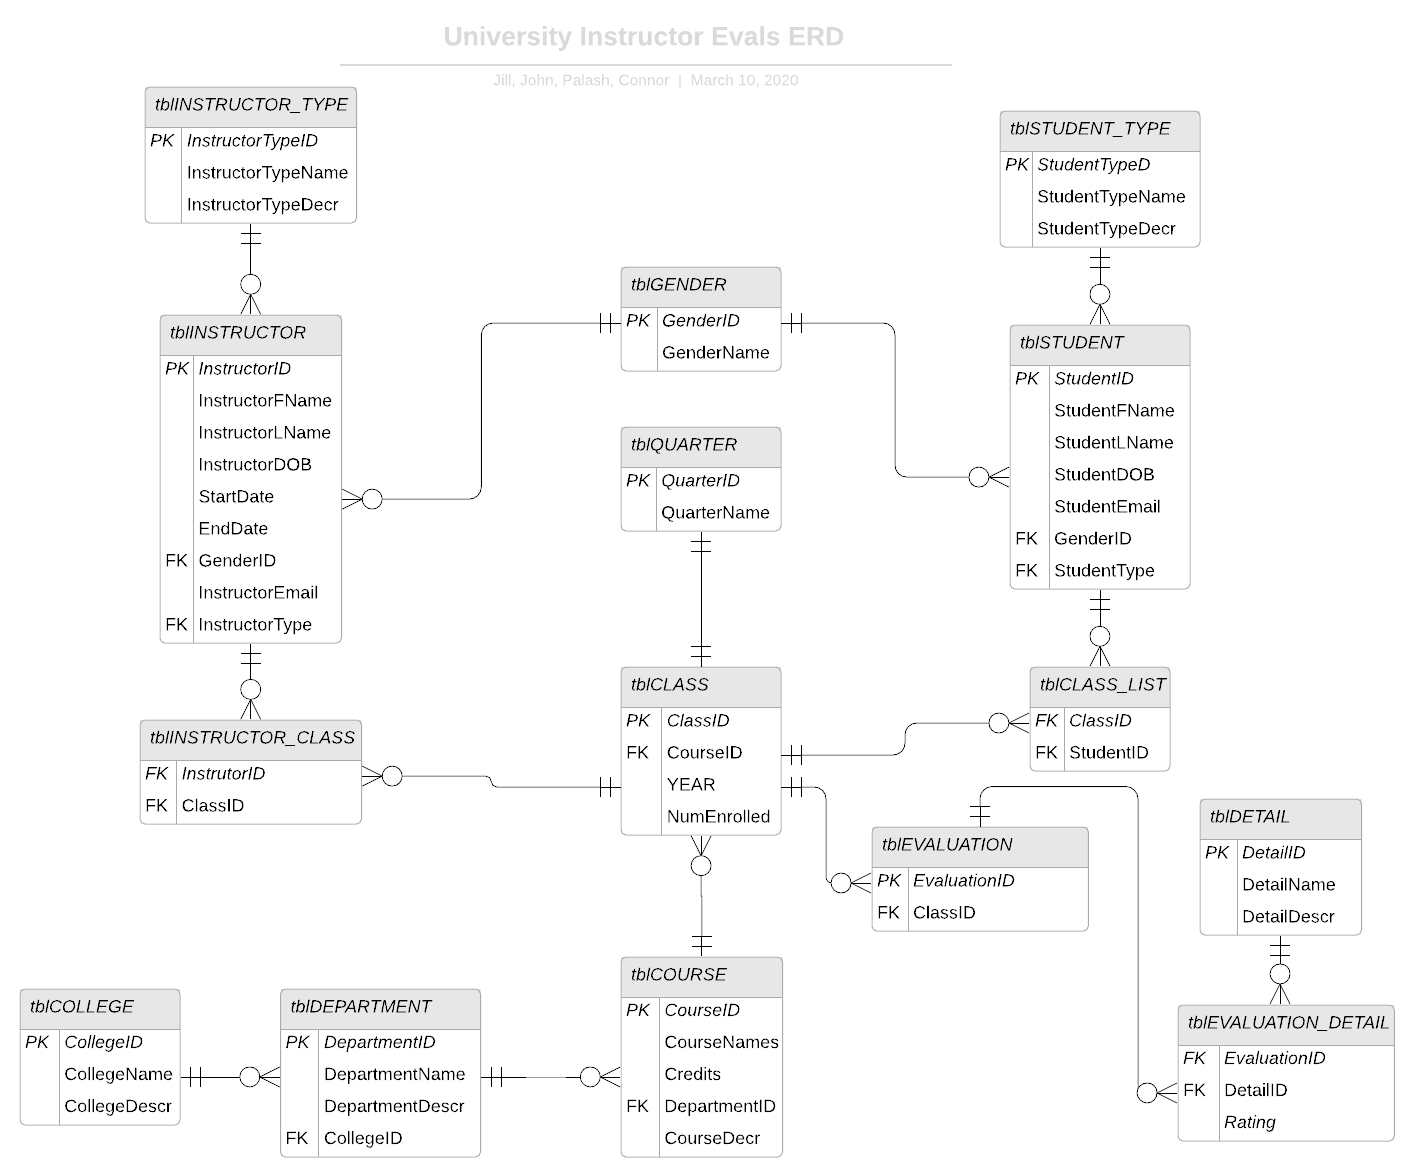 University Instructor Evals ERD
Jill, John, Palash, Connor | March 10, 2020
tblINSTRUCTOR_TYPE
PK InstructorTypeID
InstructorTypeName
InstructorTypeDecr
tblSTUDENT_TYPE
PK StudentTypeD
StudentTypeName
StudentTypeDecr
tblGENDER
PK GenderID
GenderName
tblINSTRUCTOR
PK InstructorID
InstructorFName
InstructorLName
InstructorDOB
StartDate
EndDate
FK GenderID
InstructorEmail
FK InstructorType
tblSTUDENT
PK StudentID
StudentFName
StudentLName
StudentDOB
StudentEmail
FK GenderID
FK StudentType
tblQUARTER
PK QuarterID
QuarterName
tblCLASS
PK ClassID
FK CourseID
YEAR
NumEnrolled
tblCLASS_LIST
FK ClassID
FK StudentID
tblINSTRUCTOR_CLASS
FK InstrutorID
FK ClassID
tblEVALUATION
PK EvaluationID
FK ClassID
tblDETAIL
PK DetailID
DetailName
DetailDescr
tblCOLLEGE
PK CollegeID
CollegeName
CollegeDescr
tblDEPARTMENT
PK DepartmentID
DepartmentName
DepartmentDescr
FK CollegeID
tblCOURSE
PK CourseID
CourseNames
Credits
FK DepartmentID
CourseDecr
tblEVALUATION_DETAIL
FK EvaluationID
FK DetailID
Rating